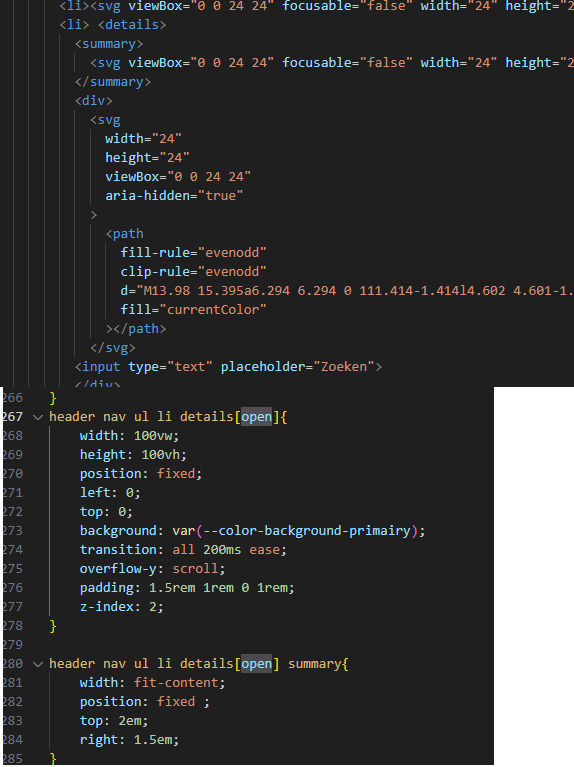 <li><svg viewBox="0 0 24 24" focusable="false" width="24" height="2
<li> <details>
<summary>
<svg viewBox="0 0 24 24" focusable="false" width="24" height="2
</summary>
<div>
<svg
width="24"
height="24"
viewBox="0 0 24 24"
aria-hidden="true"
>
<path
fill-rule="evenodd"
clip-rule="evenodd"
d="M13.98 15.395a6.294 6.294 0 111.414-1.414l4.602 4.601-1.
fill="currentColor"
></path>
</svg>
<input type="text" placeholder="Zoeken">
</div>
266 }
267 header nav ul li details[open]{
268 width: 100vw;
269 height: 100vh;
270 position: fixed;
271 left: 0;
272 top: 0;
273 background: var(--color-background-primairy);
274 transition: all 200ms ease;
275 overflow-y: scroll;
276 padding: 1.5rem 1rem 0 1rem;
277 z-index: 2;
278 }
279
280 header nav ul li details[open] summary{
281 width: fit-content;
282 position: fixed ;
283 top: 2em;
284 right: 1.5em;
285 }